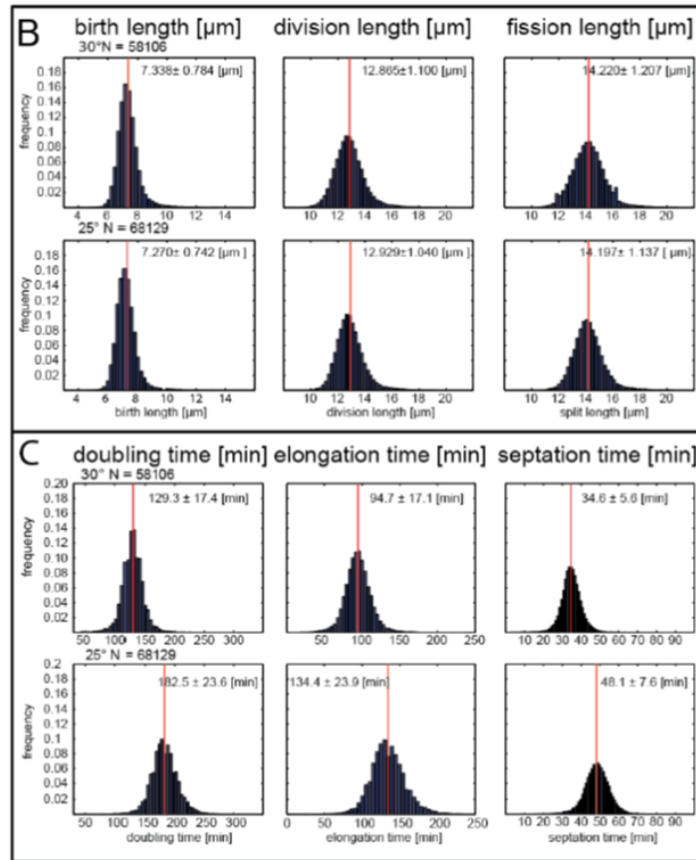 B
birth length [µm] division length [µm] fission length [µm]
30°N = 58106
7.338± 0.784 [µm] 12.865±1.100 [µm] 14.220± 1.207 [µm]
frequency
0.18
0.16
0.14
0.12
0.1
0.08
0.06
0.04
0.02
4 6 8 10 12 14 10 12 14 16 18 20 10 12 14 16 18 20
25° N = 68129
7.270± 0.742 [µm ] 12.929±1.040 [µm ]. 14.197± 1.137 [ µm].
frequency
0.18
0.16
0.14
0.12
0.1
0.08
0.06
0.04
0.02
4 6 8 10 12 14 10 12 14 16 18 20 10 12 14 16 18 20
birth length [µm] division length [µm] split length [µm]
C
doubling time [min] elongation time [min] septation time [min]
30° N = 58106
129.3 ± 17.4 [min] 94.7 ± 17.1 [min] 34.6 ± 5.6 [min]
frequency
0.20
0.18
0.16
0.14
0.12
0.10
0.08
0.06
0.04
0.02
50 100 150 200 250 300 50 100 150 200 250 10 20 30 40 50 60 70 80 90
25° N = 68129
182.5 ± 23.6 [min] 134.4 ± 23.9 [min] 48.1 ± 7.6 [min]
frequency
0.2
0.18
0.16
0.14
0.12
0.1
0.08
0.06
0.04
0.02
50 100 150 200 250 300 0 50 100 150 200 250 10 20 30 40 50 60 70 80 90
doubling time [min] elongation time [min] septation time [min]